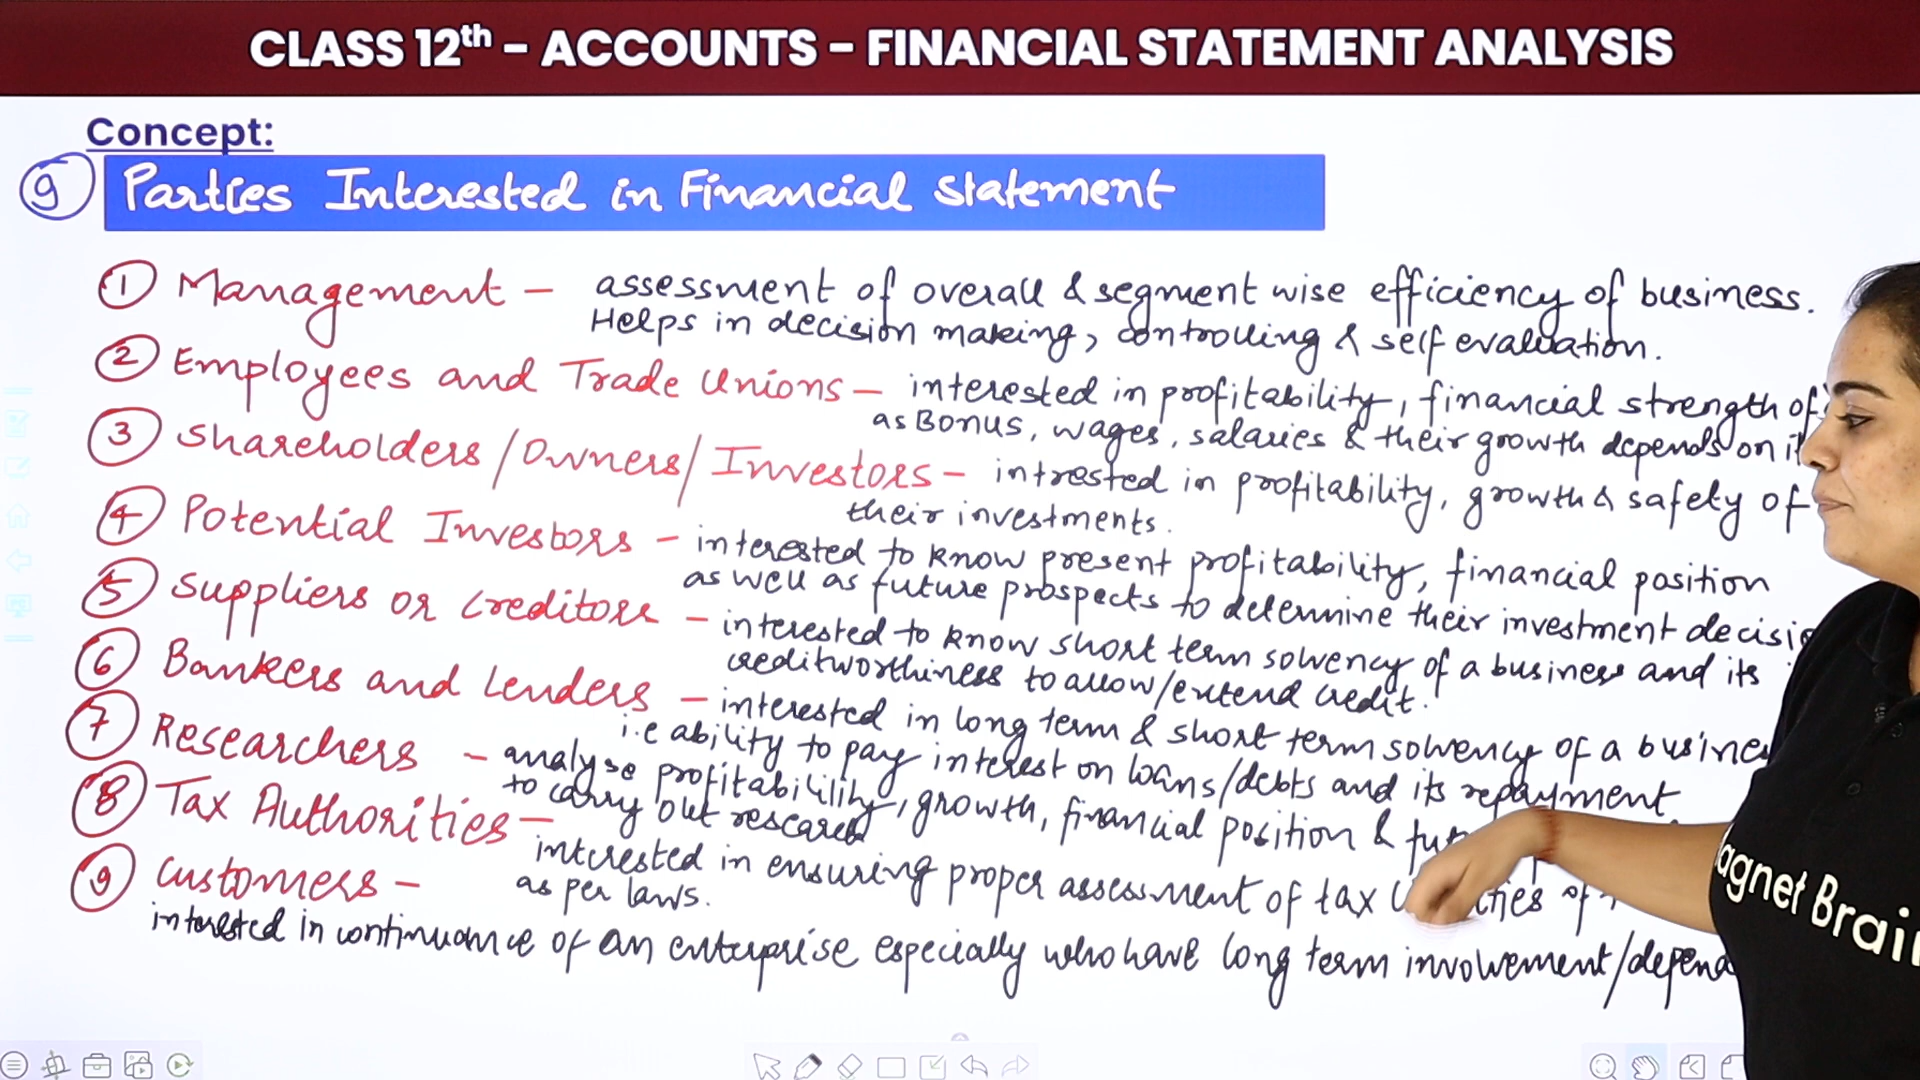 CLASS 12th – ACCOUNTS – FINANCIAL STATEMENT ANALYSIS
Concept:
9 Parties Interested in Financial Statement
1 Management – assessment of overall & segment wise efficiency of business.
Helps in decision making, controlling & self evaluation.
2 Employees and Trade Unions – interested in profitability, financial strength of
as Bonus, wages, salaries & their growth depends on it
3 Shareholders/Owners/Investors – intrested in profitability, growth & safety of
their investments.
4 Potential Investors – interested to know present profitability, financial position
as well as future prospects to determine their investment decisi
5 Suppliers or Creditors – interested to know short term solvency of a business and its
creditworthiness to allow/extend credit.
6 Bankers and Lenders – interested in long term & short term solvency of a busine
i.e ability to pay interest on loans/debts and its repayment
7 Researchers – analyse profitability, growth, financial position & fut
to carry out research
8 Tax Authorities – interested in ensuring proper assessment of tax of
as per laws.
9 Customers –
interested in continuance of an enterprise especially who have long term involvement/depend
agnet Brain